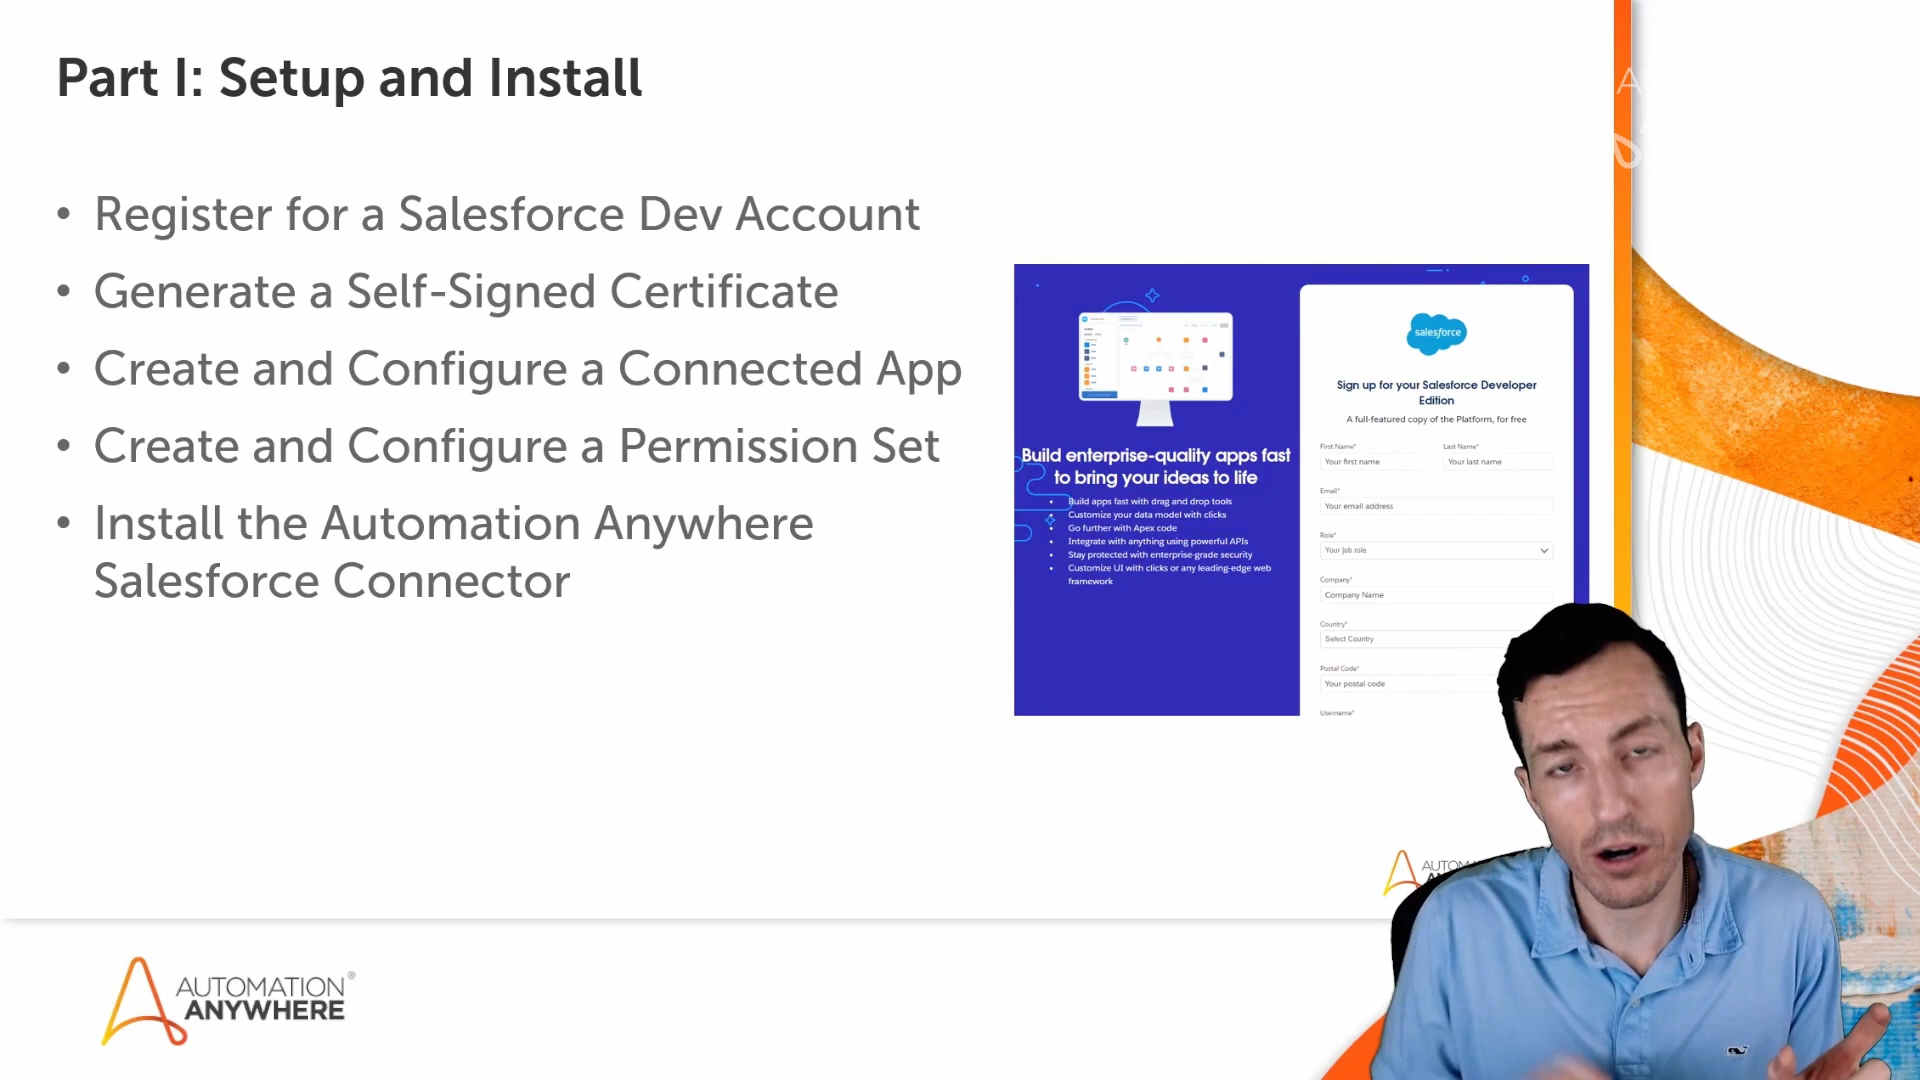 Part I: Setup and Install
• Register for a Salesforce Dev Account
• Generate a Self-Signed Certificate
• Create and Configure a Connected App
• Create and Configure a Permission Set
• Install the Automation Anywhere
Salesforce Connector
Build enterprise-quality apps fast
to bring your ideas to life
• Build apps fast with drag and drop tools
• Customize your data model with clicks
• Go further with Apex code
• Integrate with anything using powerful APIs
• Stay protected with enterprise-grade security
• Customize UI with clicks or any leading-edge web
framework
salesforce
Sign up for your Salesforce Developer
Edition
A full-featured copy of the Platform, for free
First Name* Last Name*
Your first name Your last name
Email*
Your email address
Role*
Your job role
Company*
Company Name
Country*
Select Country
Postal Code*
Your postal code
Username*
AUTOMATION®
ANYWHERE